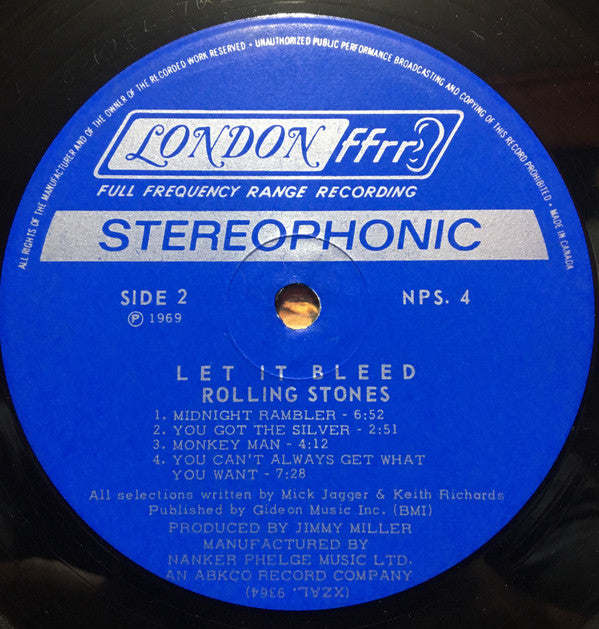 ALL RIGHTS OF THE MANUFACTURER AND OF THE OWNER OF THE RECORDED WORK RESERVED • UNAUTHORIZED PUBLIC PERFORMANCE BROADCASTING AND COPYING OF THIS RECORD PROHIBITED • MADE IN CANADA
LONDON ffrr
FULL FREQUENCY RANGE RECORDING
STEREOPHONIC
SIDE 2 NPS. 4
Ⓟ 1969
LET IT BLEED
ROLLING STONES
1. MIDNIGHT RAMBLER - 6:52
2. YOU GOT THE SILVER - 2:51
3. MONKEY MAN - 4:12
4. YOU CAN'T ALWAYS GET WHAT
YOU WANT - 7:28
All selections written by Mick Jagger & Keith Richards
Published by Gideon Music Inc. (BMI)
PRODUCED BY JIMMY MILLER
MANUFACTURED BY
NANKER PHELGE MUSIC LTD.
AN ABKCO RECORD COMPANY
(XZAL. 9364)